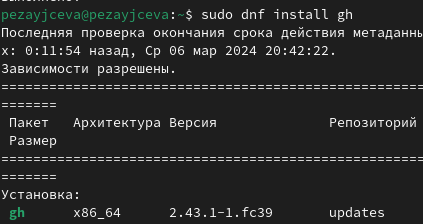 pezayjceva@pezayjceva:~$ sudo dnf install gh
Последняя проверка окончания срока действия метаданны
х: 0:11:54 назад, Ср 06 мар 2024 20:42:22.
Зависимости разрешены.
=====================================================
=======
Пакет Архитектура Версия Репозиторий
Размер
=====================================================
=======
Установка:
gh x86_64 2.43.1-1.fc39 updates